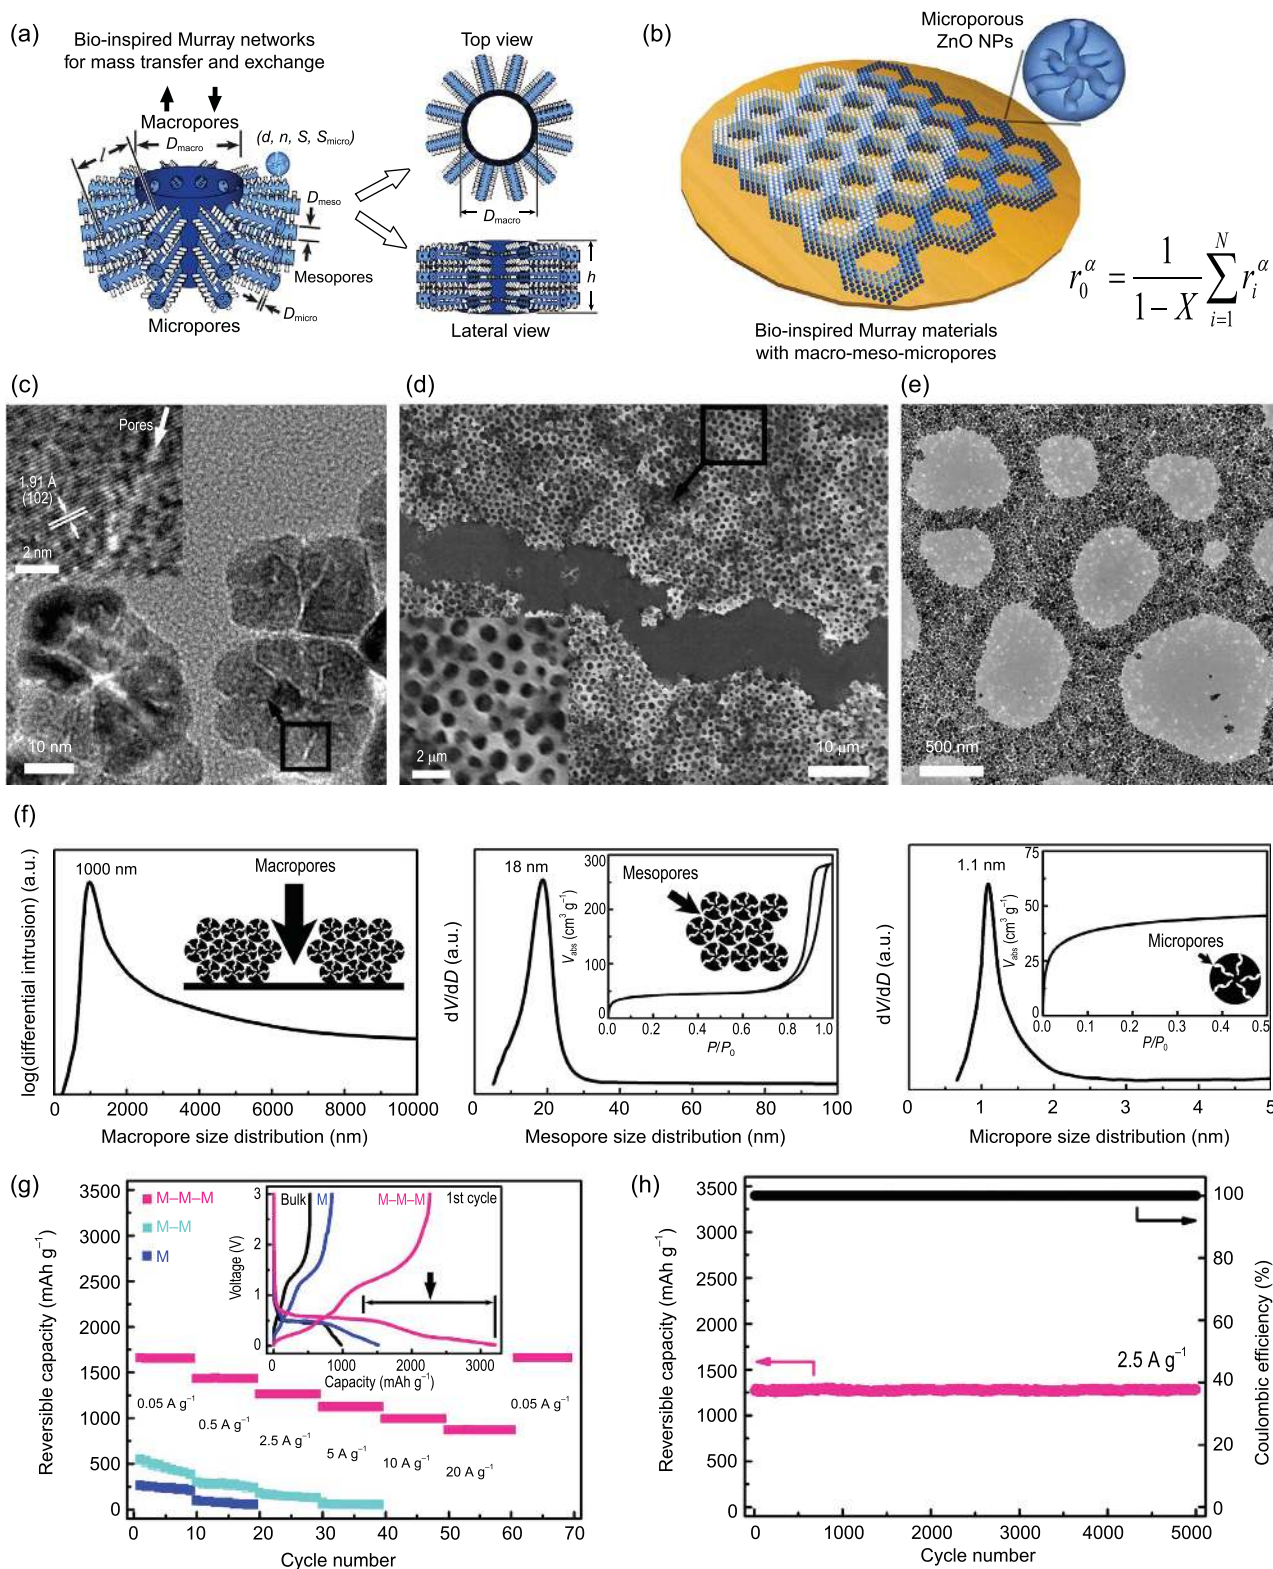 (a)
Bio-inspired Murray networks
for mass transfer and exchange
Macropores
D_macro
(d, n, S, S_micro)
l
D_meso
Mesopores
D_micro
Micropores
Top view
D_macro
h
Lateral view
(b)
Microporous
ZnO NPs
r_0^α = 1/(1 − X) ∑_{i=1}^{N} r_i^α
Bio-inspired Murray materials
with macro-meso-micropores
(c)
Pores
1.91 Å
(102)
2 nm
10 nm
(d)
2 μm
10 μm
(e)
500 nm
(f)
log(differential intrusion) (a.u.)
1000 nm
Macropores
0 2000 4000 6000 8000 10000
Macropore size distribution (nm)
dV/dD (a.u.)
18 nm
Mesopores
V_abs (cm³ g⁻¹)
300
200
100
0
0.0 0.2 0.4 0.6 0.8 1.0
P/P₀
0 20 40 60 80 100
Mesopore size distribution (nm)
dV/dD (a.u.)
1.1 nm
V_abs (cm³ g⁻¹)
75
50
25
0
Micropores
0.0 0.1 0.2 0.3 0.4 0.5
P/P₀
0 1 2 3 4 5
Micropore size distribution (nm)
(g)
Reversible capacity (mAh g⁻¹)
3500
3000
2500
2250
1750
1500
1000
500
0
M–M–M
M–M
M
Bulk M M–M–M 1st cycle
Voltage (V)
3
2
1
0
0 1000 2000 3000
Capacity (mAh g⁻¹)
0.05 A g⁻¹
0.5 A g⁻¹
2.5 A g⁻¹
5 A g⁻¹
10 A g⁻¹
20 A g⁻¹
0.05 A g⁻¹
0 10 20 30 40 50 60 70
Cycle number
(h)
Reversible capacity (mAh g⁻¹)
3500
3000
2500
2250
1750
1500
1250
1000
500
0
2.5 A g⁻¹
100
80
60
40
20
0
Coulombic efficiency (%)
0 1000 2000 3000 4000 5000
Cycle number